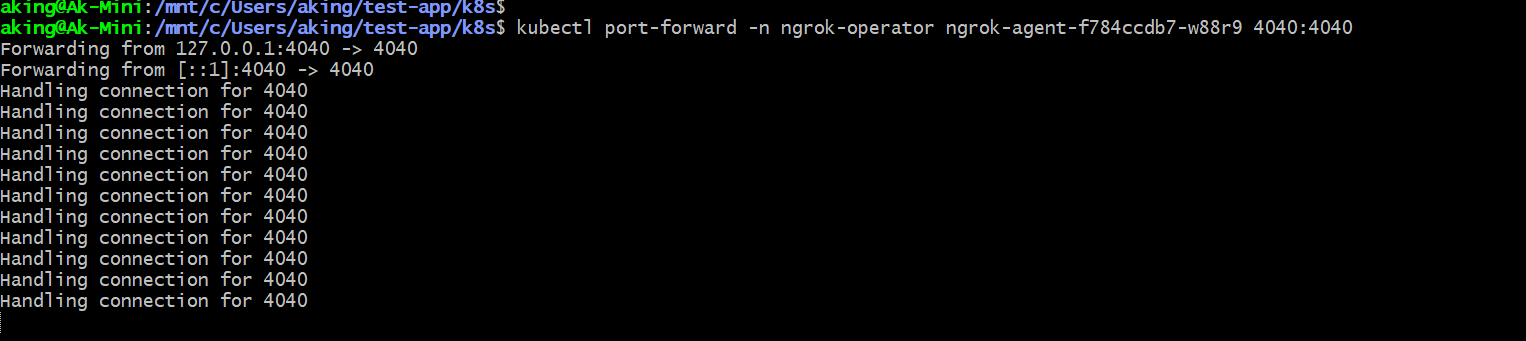 aking@Ak-Mini:/mnt/c/Users/aking/test-app/k8s$
aking@Ak-Mini:/mnt/c/Users/aking/test-app/k8s$ kubectl port-forward -n ngrok-operator ngrok-agent-f784ccdb7-w88r9 4040:4040
Forwarding from 127.0.0.1:4040 -> 4040
Forwarding from [::1]:4040 -> 4040
Handling connection for 4040
Handling connection for 4040
Handling connection for 4040
Handling connection for 4040
Handling connection for 4040
Handling connection for 4040
Handling connection for 4040
Handling connection for 4040
Handling connection for 4040
Handling connection for 4040
Handling connection for 4040